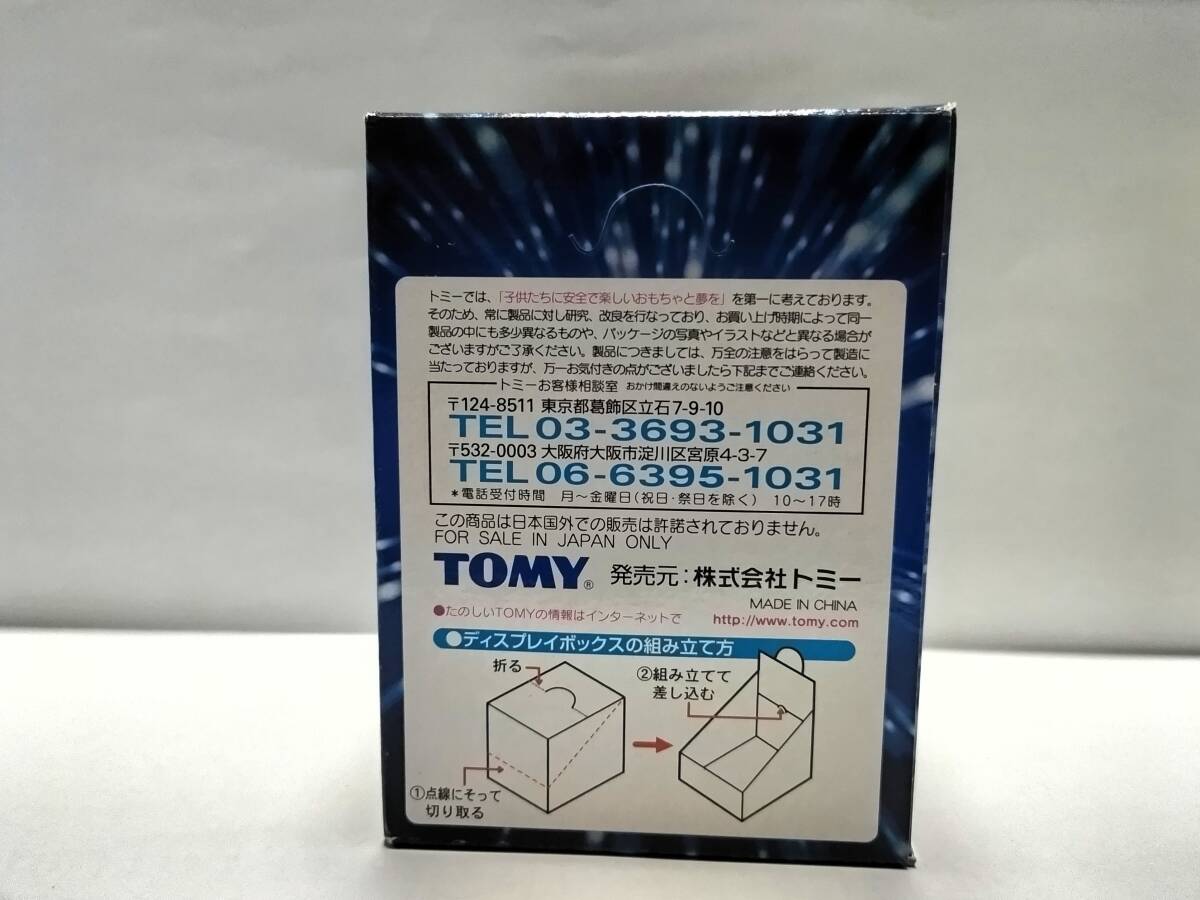 トミーでは、「子供たちに安全で楽しいおもちゃと夢を」を第一に考えております。
そのため、常に製品に対し研究、改良を行なっており、お買い上げ時期によって同一
製品の中にも多少異なるものや、パッケージの写真やイラストなどと異なる場合が
ございますがご了承ください。製品につきましては、万全の注意をはらって製造に
当たっておりますが、万一お気付きの点がございましたら下記までご連絡ください。
トミーお客様相談室 おかけ間違えのないようご注意ください
〒124-8511 東京都葛飾区立石7-9-10
TEL 03-3693-1031
〒532-0003 大阪府大阪市淀川区宮原4-3-7
TEL 06-6395-1031
*電話受付時間 月〜金曜日(祝日・祭日を除く) 10〜17時
この商品は日本国外での販売は許諾されておりません。
FOR SALE IN JAPAN ONLY
TOMY® 発売元:株式会社トミー
MADE IN CHINA
●たのしいTOMYの情報はインターネットで http://www.tomy.com
●ディスプレイボックスの組み立て方
折る
②組み立てて
差し込む
①点線にそって
切り取る